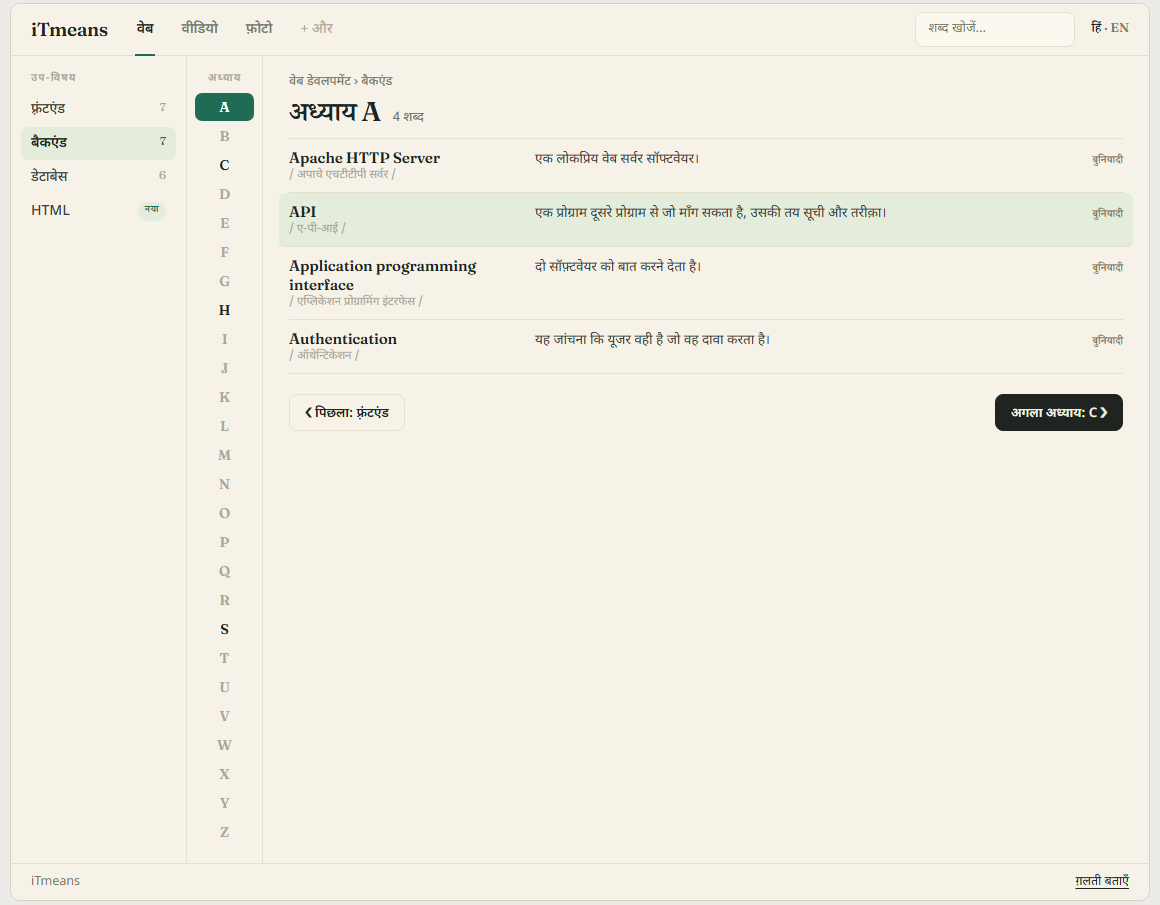 iTmeans वेब वीडियो फ़ोटो + और शब्द खोजें... हिं · EN
उप-विषय
फ़्रंटएंड 7
बैकएंड 7
डेटाबेस 6
HTML नया
अध्याय
A
B
C
D
E
F
G
H
I
J
K
L
M
N
O
P
Q
R
S
T
U
V
W
X
Y
Z
वेब डेवलपमेंट › बैकएंड
अध्याय A 4 शब्द
Apache HTTP Server एक लोकप्रिय वेब सर्वर सॉफ्टवेयर। बुनियादी
/ अपाचे एचटीटीपी सर्वर /
API एक प्रोग्राम दूसरे प्रोग्राम से जो माँग सकता है, उसकी तय सूची और तरीक़ा। बुनियादी
/ ए-पी-आई /
Application programming दो सॉफ़्टवेयर को बात करने देता है। बुनियादी
interface
/ एप्लिकेशन प्रोग्रामिंग इंटरफेस /
Authentication यह जांचना कि यूजर वही है जो वह दावा करता है। बुनियादी
/ ऑथेन्टिकेशन /
❮ पिछला: फ़्रंटएंड अगला अध्याय: C ❯
iTmeans ग़लती बताएँ